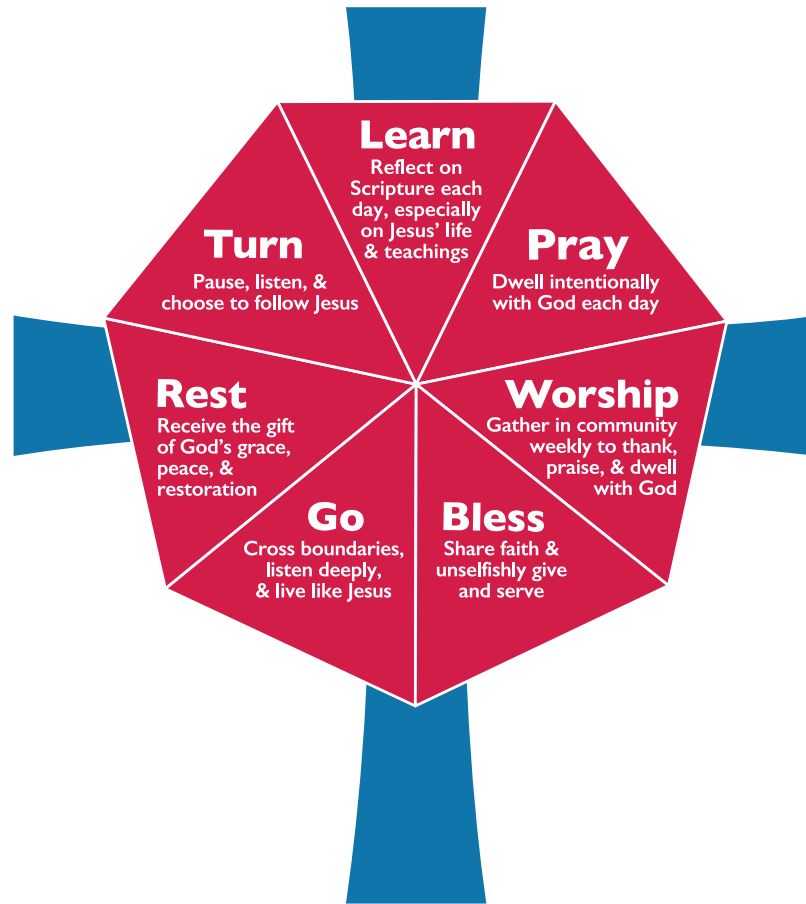 Learn
Reflect on
Scripture each
day, especially
on Jesus’ life
& teachings
Turn
Pause, listen, &
choose to follow Jesus
Pray
Dwell intentionally
with God each day
Rest
Receive the gift
of God’s grace,
peace, &
restoration
Worship
Gather in community
weekly to thank,
praise, & dwell
with God
Go
Cross boundaries,
listen deeply,
& live like Jesus
Bless
Share faith &
unselfishly give
and serve